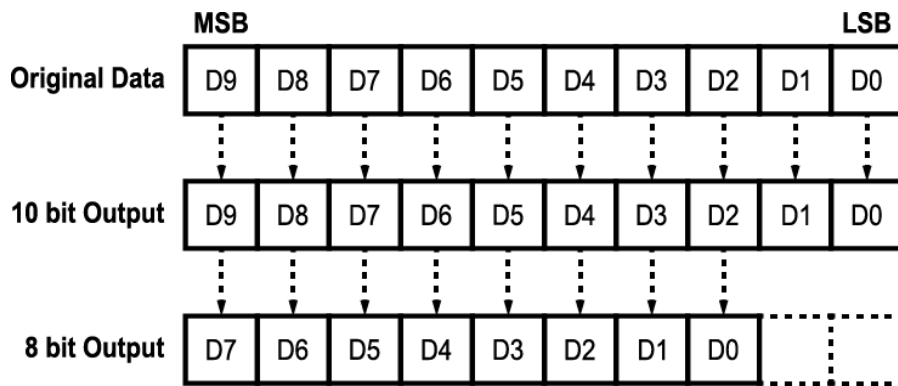 MSB LSB
Original Data D9 D8 D7 D6 D5 D4 D3 D2 D1 D0
10 bit Output D9 D8 D7 D6 D5 D4 D3 D2 D1 D0
8 bit Output D7 D6 D5 D4 D3 D2 D1 D0